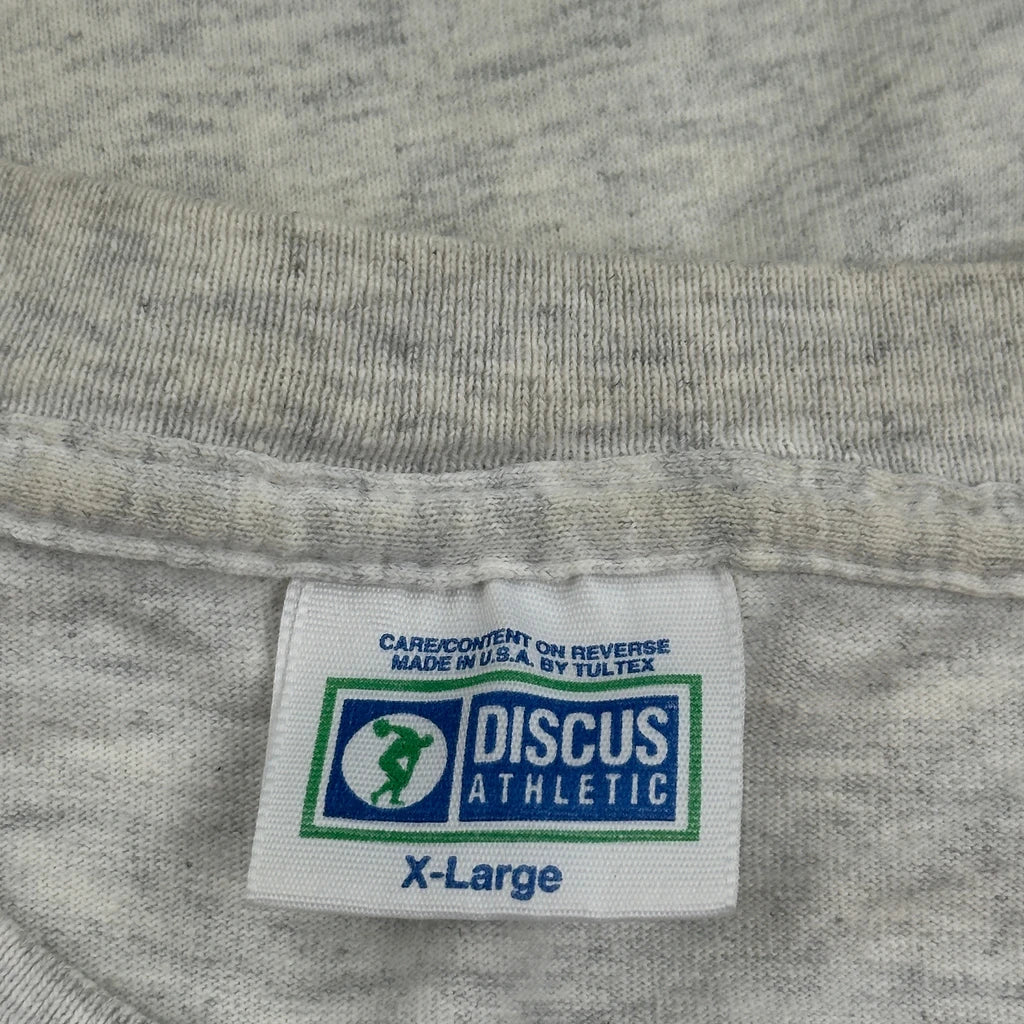 CARE/CONTENT ON REVERSE
MADE IN U.S.A. BY TULTEX
DISCUS
ATHLETIC
X-Large